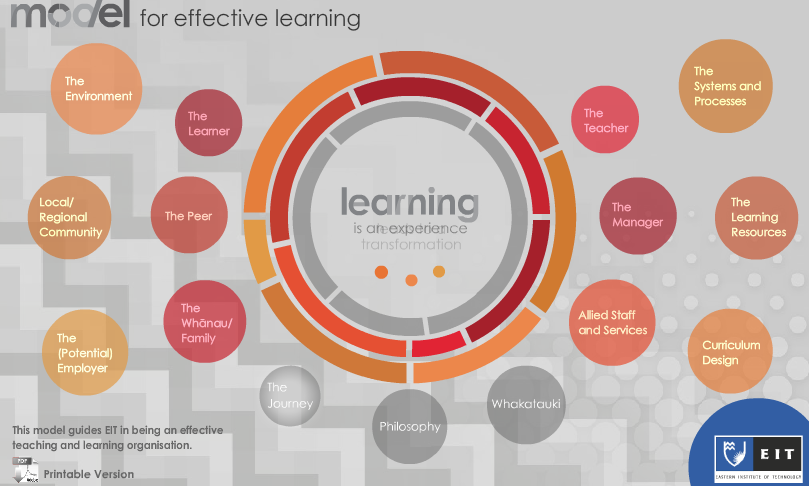 model for effective learning
The
Environment
The
Learner
The
Teacher
The
Systems and
Processes
Local/
Regional
Community
The Peer
learning
is an experience
transformation
The
Manager
The
Learning
Resources
The
(Potential)
Employer
The
Whānau/
Family
Allied Staff
and Services
Curriculum
Design
The
Journey
Philosophy
Whakatauki
This model guides EIT in being an effective
teaching and learning organisation.
PDF
Adobe
Printable Version
EIT
EASTERN INSTITUTE OF TECHNOLOGY